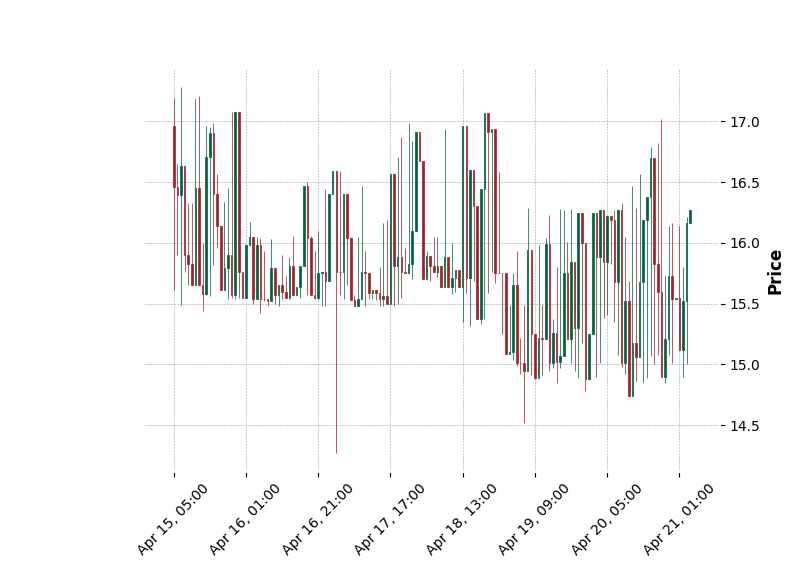 17.0
16.5
16.0
15.5
15.0
14.5
Price
Apr 15, 05:00
Apr 16, 01:00
Apr 16, 21:00
Apr 17, 17:00
Apr 18, 13:00
Apr 19, 09:00
Apr 20, 05:00
Apr 21, 01:00